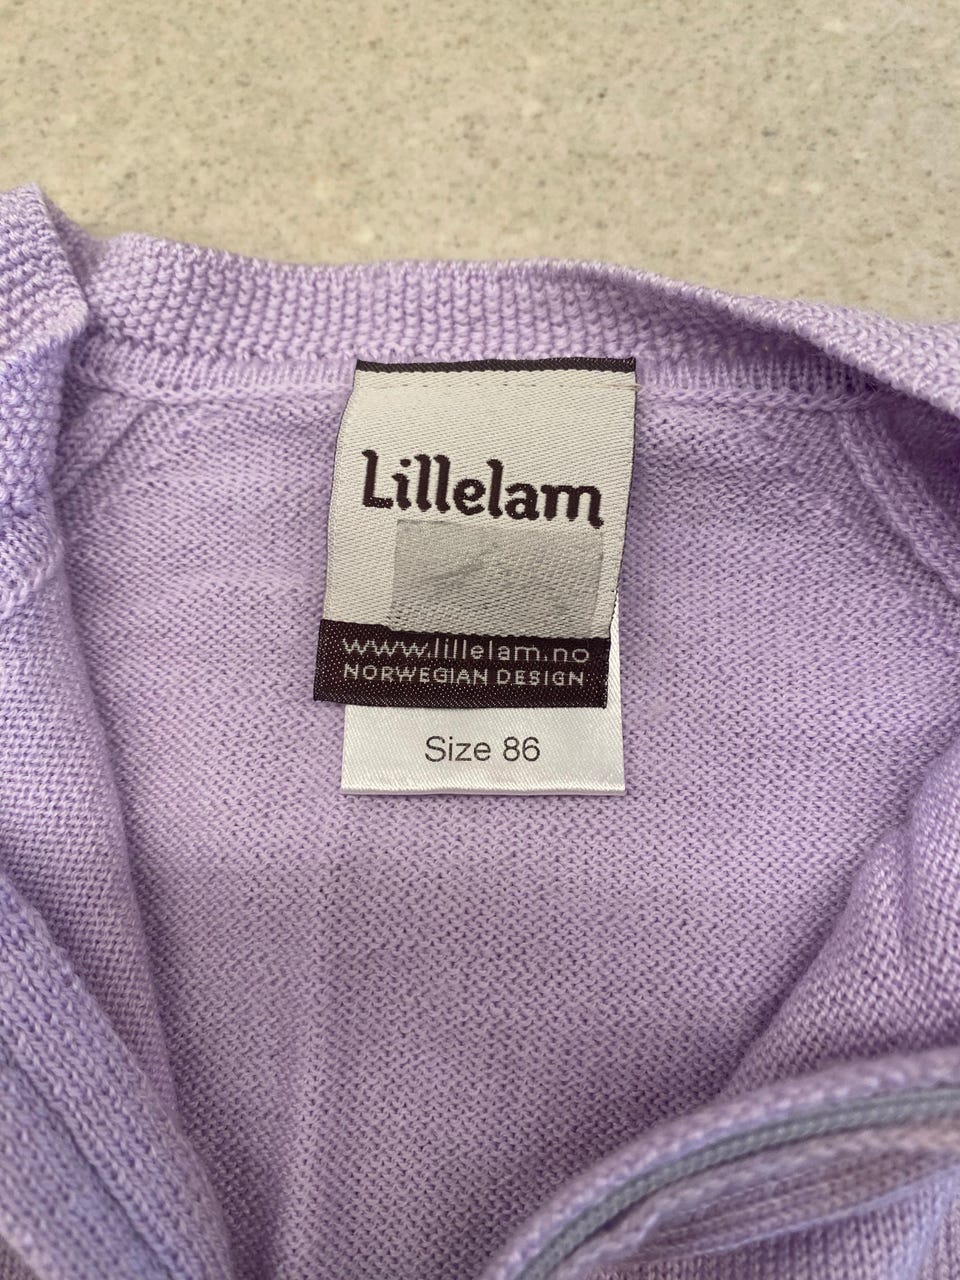 Lillelam
www.lillelam.no
NORWEGIAN DESIGN
Size 86